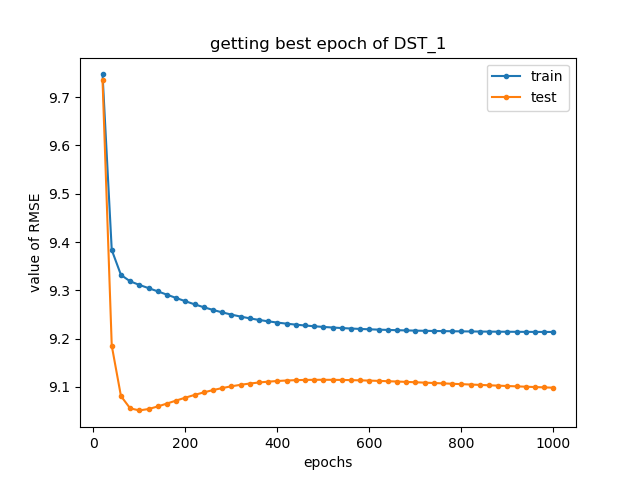 getting best epoch of DST_1
train
test
value of RMSE
9.7
9.6
9.5
9.4
9.3
9.2
9.1
0
200
400
600
800
1000
epochs